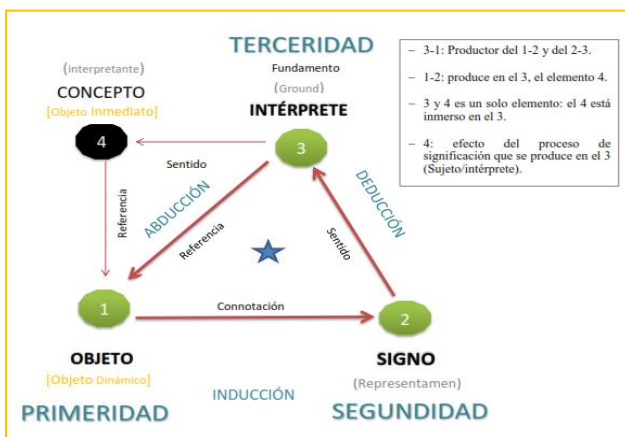 TERCERIDAD
Fundamento
(Ground)
INTÉRPRETE
3
(interpretante)
CONCEPTO
[Objeto Inmediato]
4
Sentido
Referencia
ABDUCCIÓN
Referencia
DEDUCCIÓN
Sentido
1
Connotación
2
OBJETO
[Objeto Dinámico]
PRIMERIDAD
INDUCCIÓN
SIGNO
(Representamen)
SEGUNDIDAD
– 3-1: Productor del 1-2 y del 2-3.
– 1-2: produce en el 3, el elemento 4.
– 3 y 4 es un solo elemento: el 4 está
inmerso en el 3.
– 4: efecto del proceso de
significación que se produce en el 3
(Sujeto/intérprete).